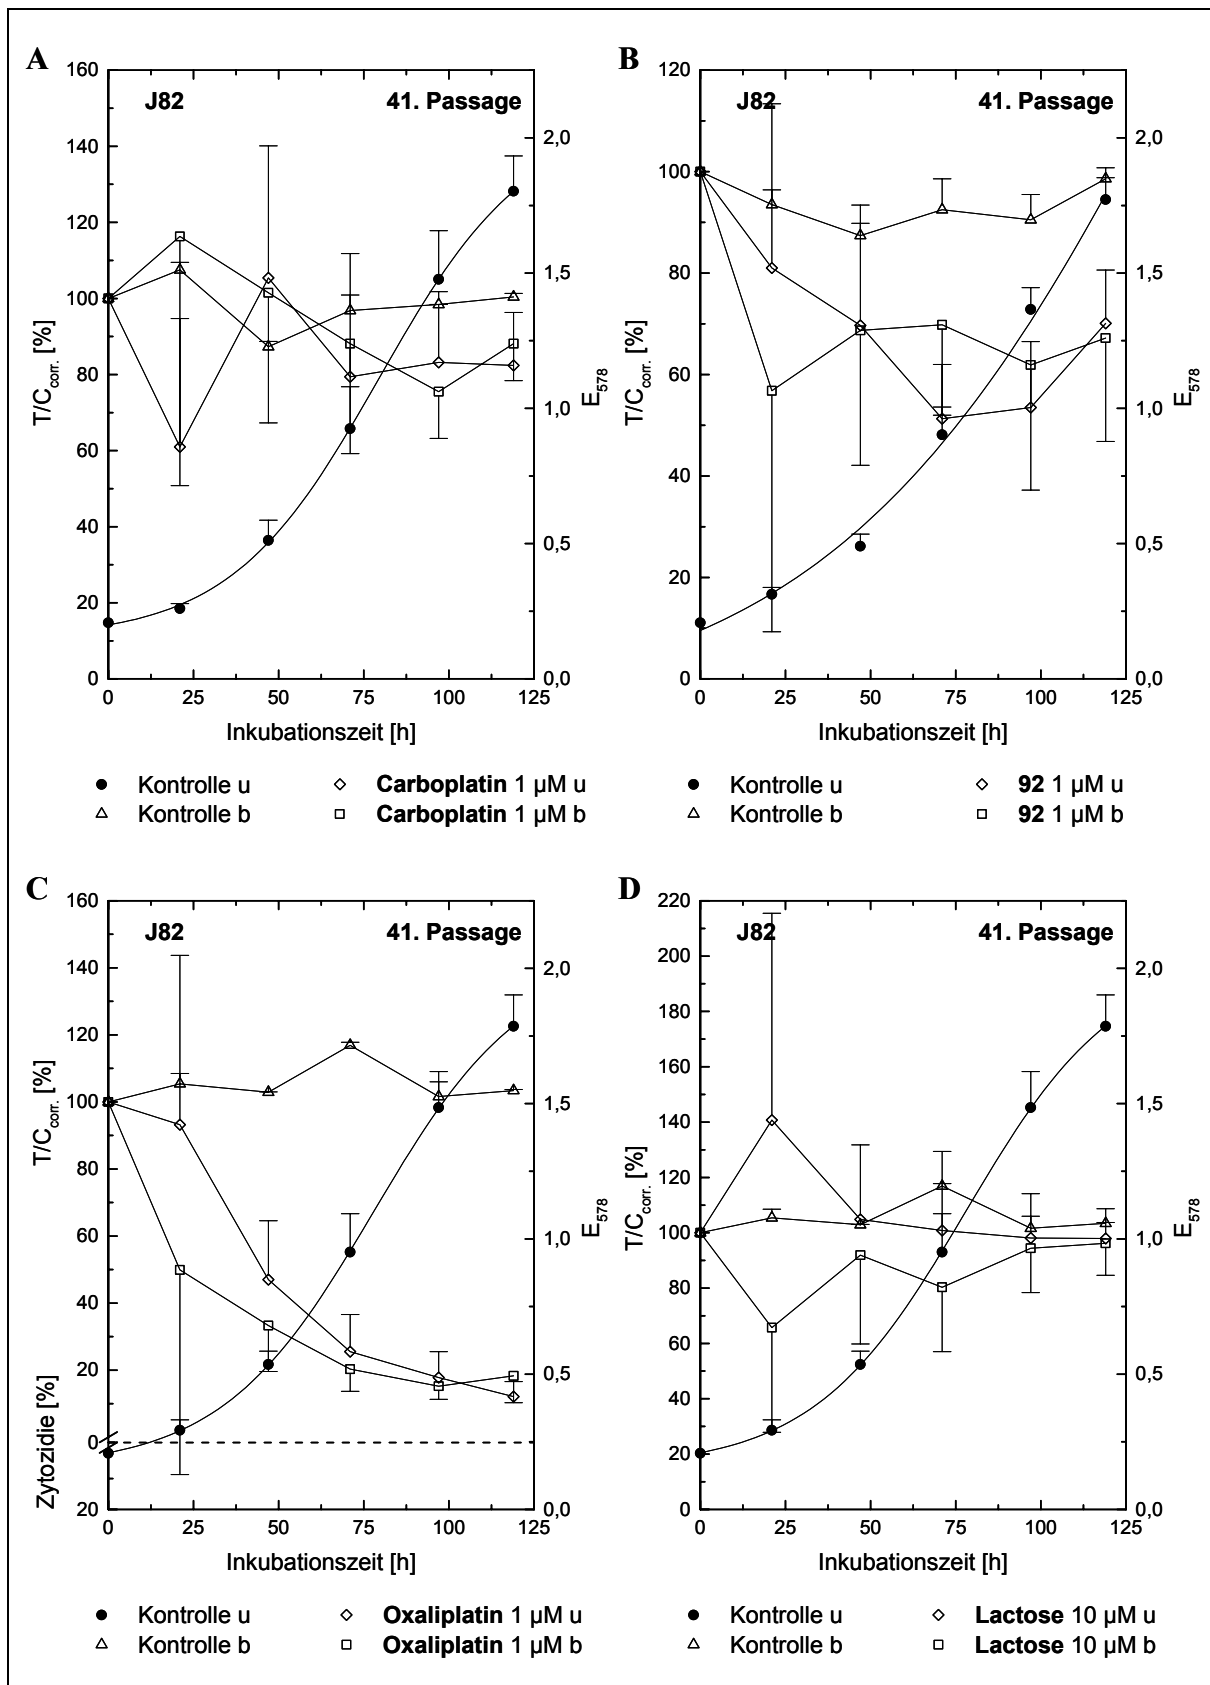 A
J82 41. Passage
160
140
120
100
80
60
40
20
0
T/Ccorr. [%]
2,0
1,5
1,0
0,5
0,0
E578
0 25 50 75 100 125
Inkubationszeit [h]
Kontrolle u Carboplatin 1 µM u
Kontrolle b Carboplatin 1 µM b
B
J82 41. Passage
120
100
80
60
40
20
0
T/Ccorr. [%]
2,0
1,5
1,0
0,5
0,0
E578
0 25 50 75 100 125
Inkubationszeit [h]
Kontrolle u 92 1 µM u
Kontrolle b 92 1 µM b
C
J82 41. Passage
160
140
120
100
80
60
40
20
0
20
T/Ccorr. [%]
Zytozidie [%]
2,0
1,5
1,0
0,5
0,0
E578
0 25 50 75 100 125
Inkubationszeit [h]
Kontrolle u Oxaliplatin 1 µM u
Kontrolle b Oxaliplatin 1 µM b
D
J82 41. Passage
220
200
180
160
140
120
100
80
60
40
20
0
T/Ccorr. [%]
2,0
1,5
1,0
0,5
0,0
E578
0 25 50 75 100 125
Inkubationszeit [h]
Kontrolle u Lactose 10 µM u
Kontrolle b Lactose 10 µM b